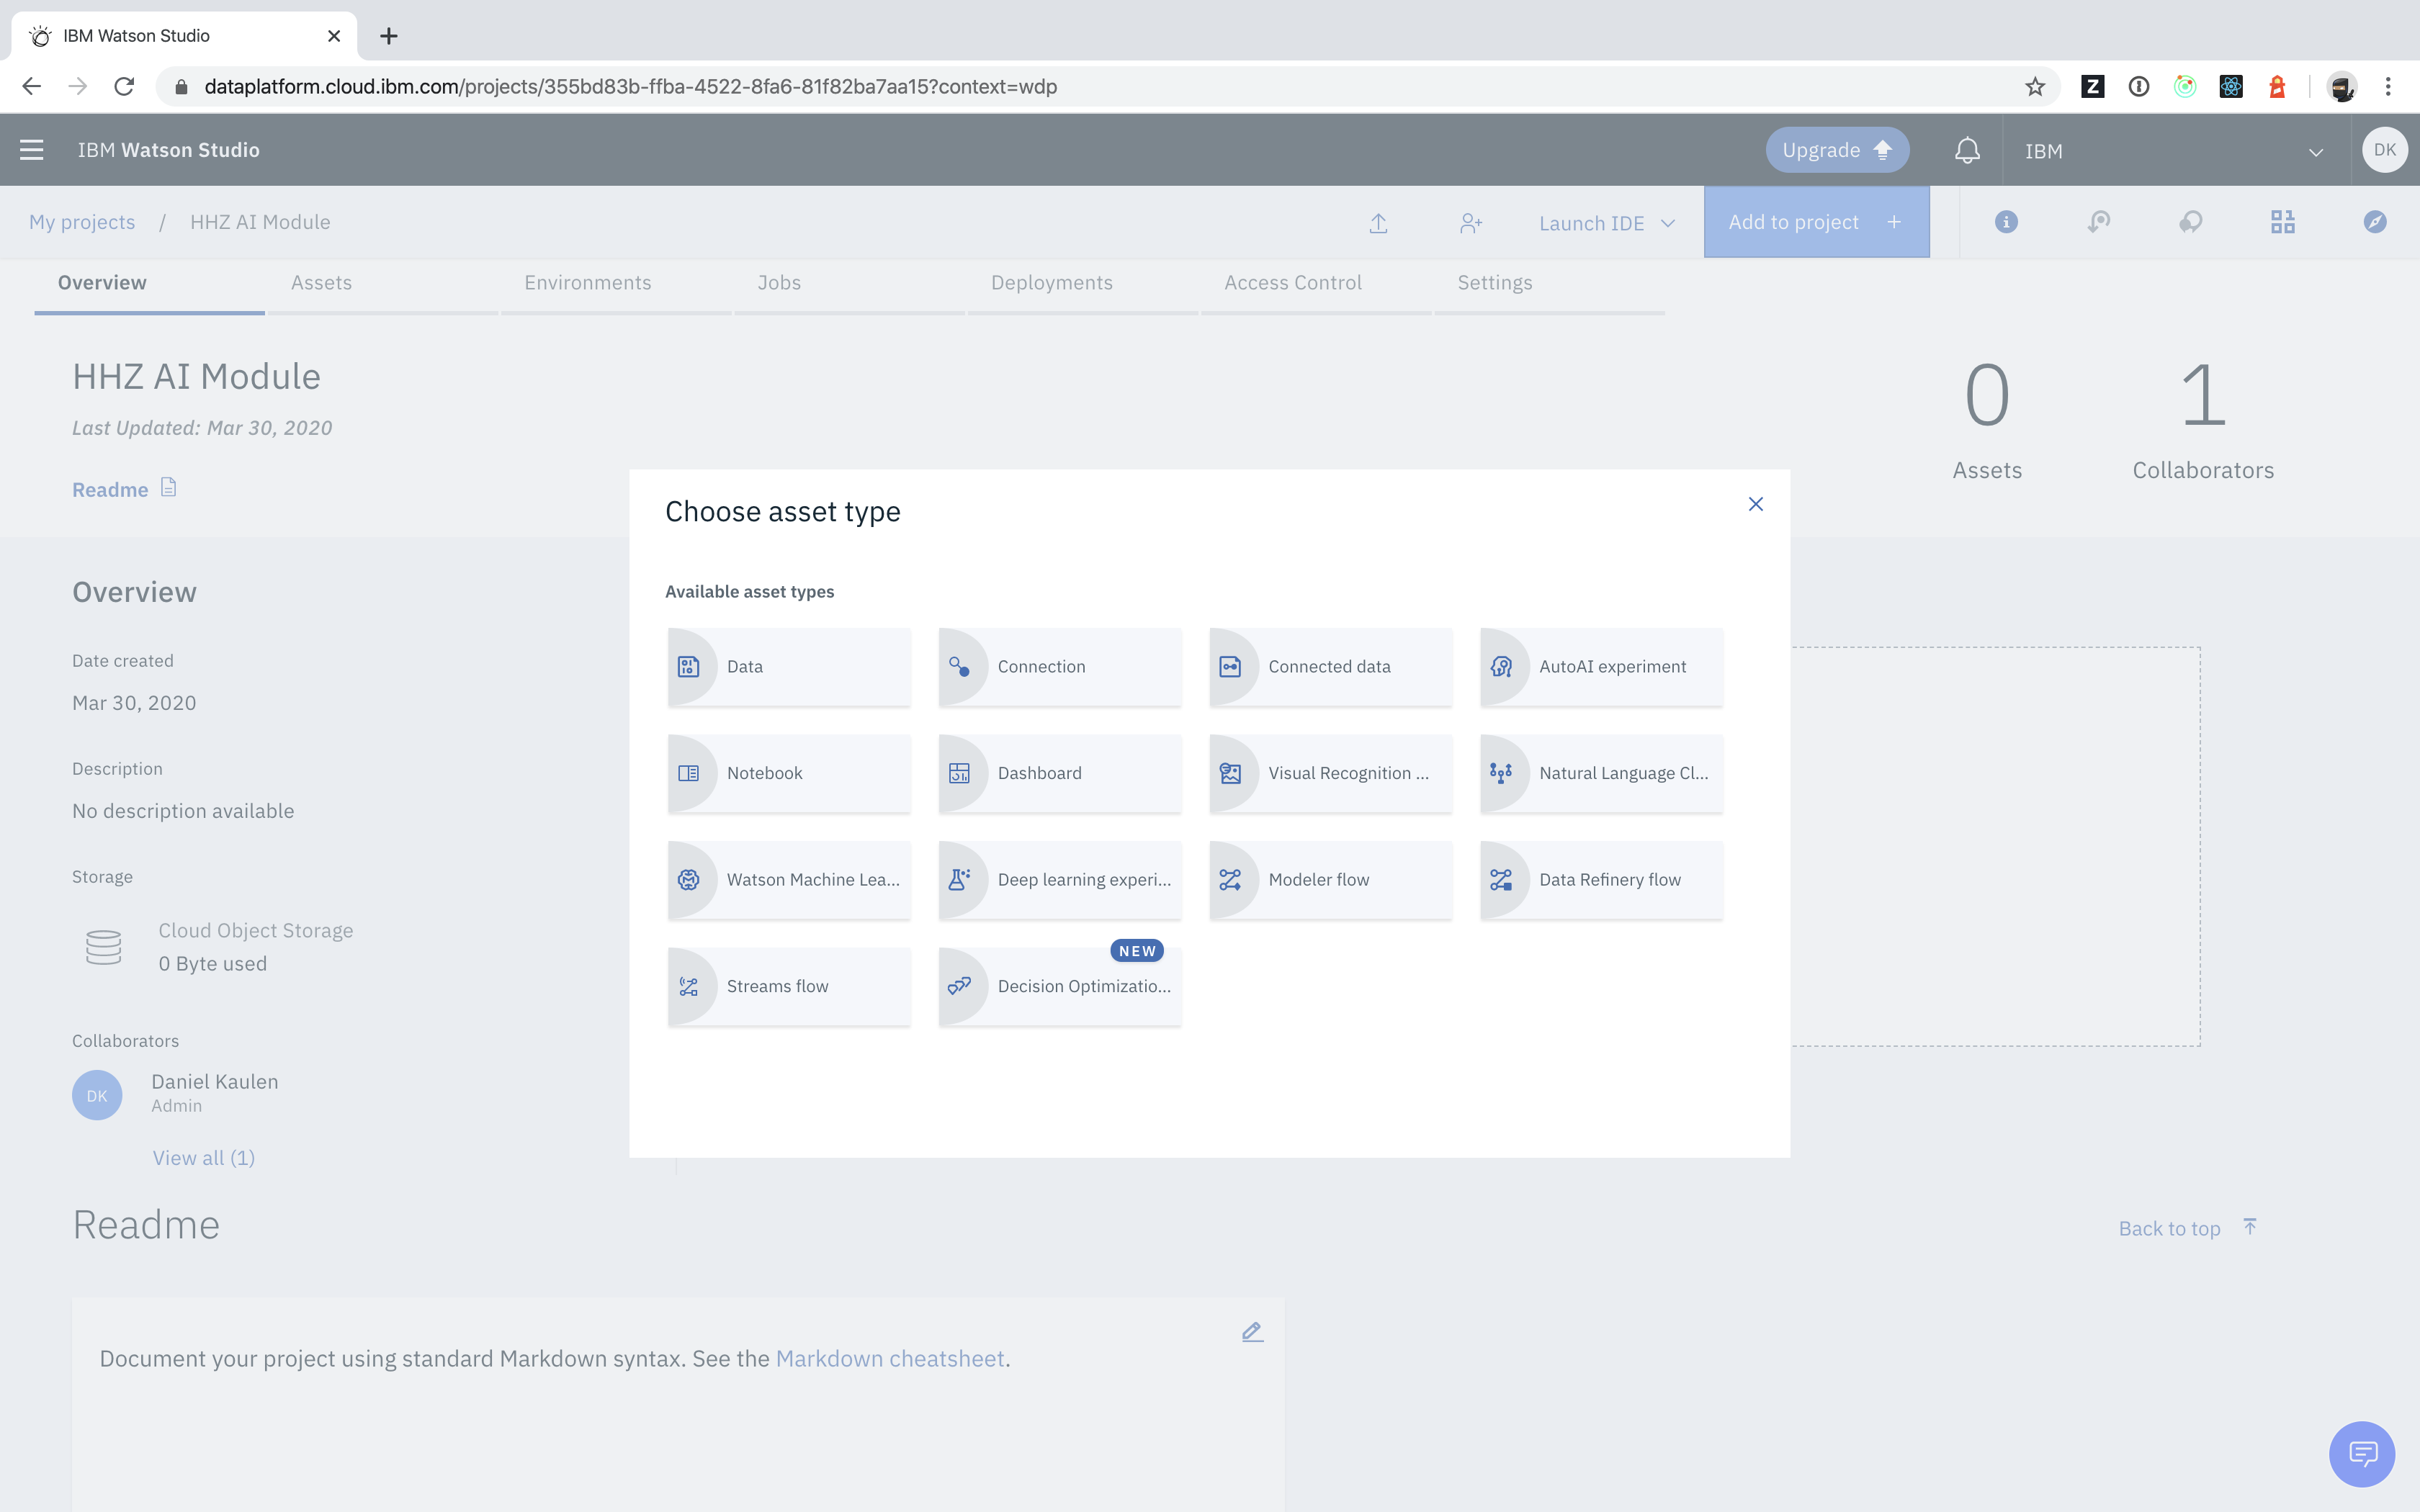 IBM Watson Studio
dataplatform.cloud.ibm.com/projects/355bd83b-ffba-4522-8fa6-81f82ba7aa15?context=wdp
IBM Watson Studio
Upgrade
IBM
DK
My projects / HHZ AI Module
Launch IDE
Add to project +
Overview
Assets
Environments
Jobs
Deployments
Access Control
Settings
HHZ AI Module
Last Updated: Mar 30, 2020
Readme
0
Assets
1
Collaborators
Choose asset type
Available asset types
Data
Connection
Connected data
AutoAI experiment
Notebook
Dashboard
Visual Recognition ...
Natural Language Cl...
Watson Machine Lea...
Deep learning experi...
Modeler flow
Data Refinery flow
Streams flow
NEW
Decision Optimizatio...
Overview
Date created
Mar 30, 2020
Description
No description available
Storage
Cloud Object Storage
0 Byte used
Collaborators
DK
Daniel Kaulen
Admin
View all (1)
Readme
Back to top
Document your project using standard Markdown syntax. See the Markdown cheatsheet.